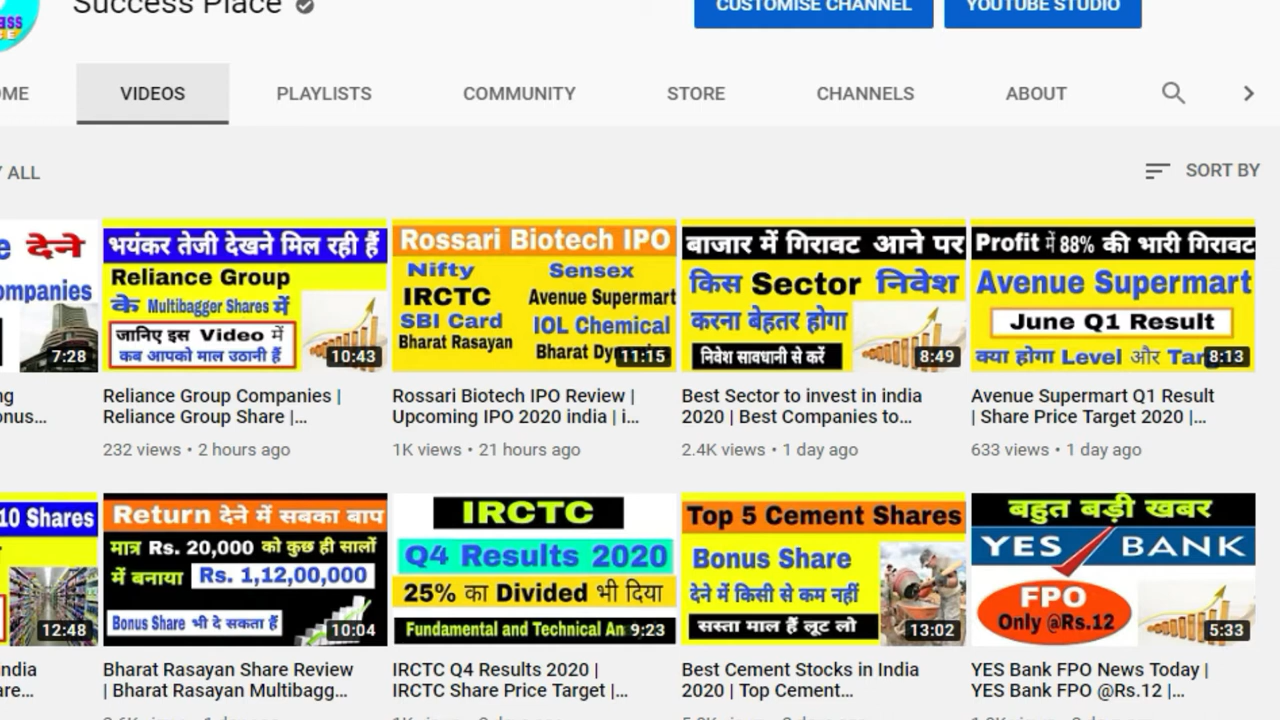 Success Place
CUSTOMISE CHANNEL
YOUTUBE STUDIO
OME
VIDEOS
PLAYLISTS
COMMUNITY
STORE
CHANNELS
ABOUT
ALL
SORT BY
देने
ompanies
7:28
भयंकर तेजी देखने मिल रही हैं
Reliance Group
के Multibagger Shares में
जानिए इस Video में
कब आपको माल उठानी हैं
10:43
Rossari Biotech IPO
Nifty
Sensex
IRCTC
Avenue Supermart
SBI Card
IOL Chemical
Bharat Rasayan
Bharat Dy
11:15
बाजार में गिरावट आने पर
किस Sector निवेश
करना बेहतर होगा
निवेश सावधानी से करें
8:49
Profit में 88% की भारी गिरावट
Avenue Supermart
June Q1 Result
क्या होगा Level और Tar
8:13
ng
onus...
Reliance Group Companies |
Reliance Group Share |...
232 views • 2 hours ago
Rossari Biotech IPO Review |
Upcoming IPO 2020 india | i...
1K views • 21 hours ago
Best Sector to invest in india
2020 | Best Companies to...
2.4K views • 1 day ago
Avenue Supermart Q1 Result
| Share Price Target 2020 |...
633 views • 1 day ago
10 Shares
12:48
Return देने में सबका बाप
मात्र Rs. 20,000 को कुछ ही सालों
में बनाया Rs. 1,12,00,000
Bonus Share भी दे सकता हैं
10:04
IRCTC
Q4 Results 2020
25% का Divided भी दिया
Fundamental and Technical An
9:23
Top 5 Cement Shares
Bonus Share
देने में किसी से कम नहीं
सस्ता माल हैं लूट लो
13:02
बहुत बड़ी खबर
YES BANK
FPO
Only @Rs.12
5:33
india
are...
Bharat Rasayan Share Review
| Bharat Rasayan Multibagg...
IRCTC Q4 Results 2020 |
IRCTC Share Price Target |...
Best Cement Stocks in India
2020 | Top Cement...
YES Bank FPO News Today |
YES Bank FPO @Rs.12 |...